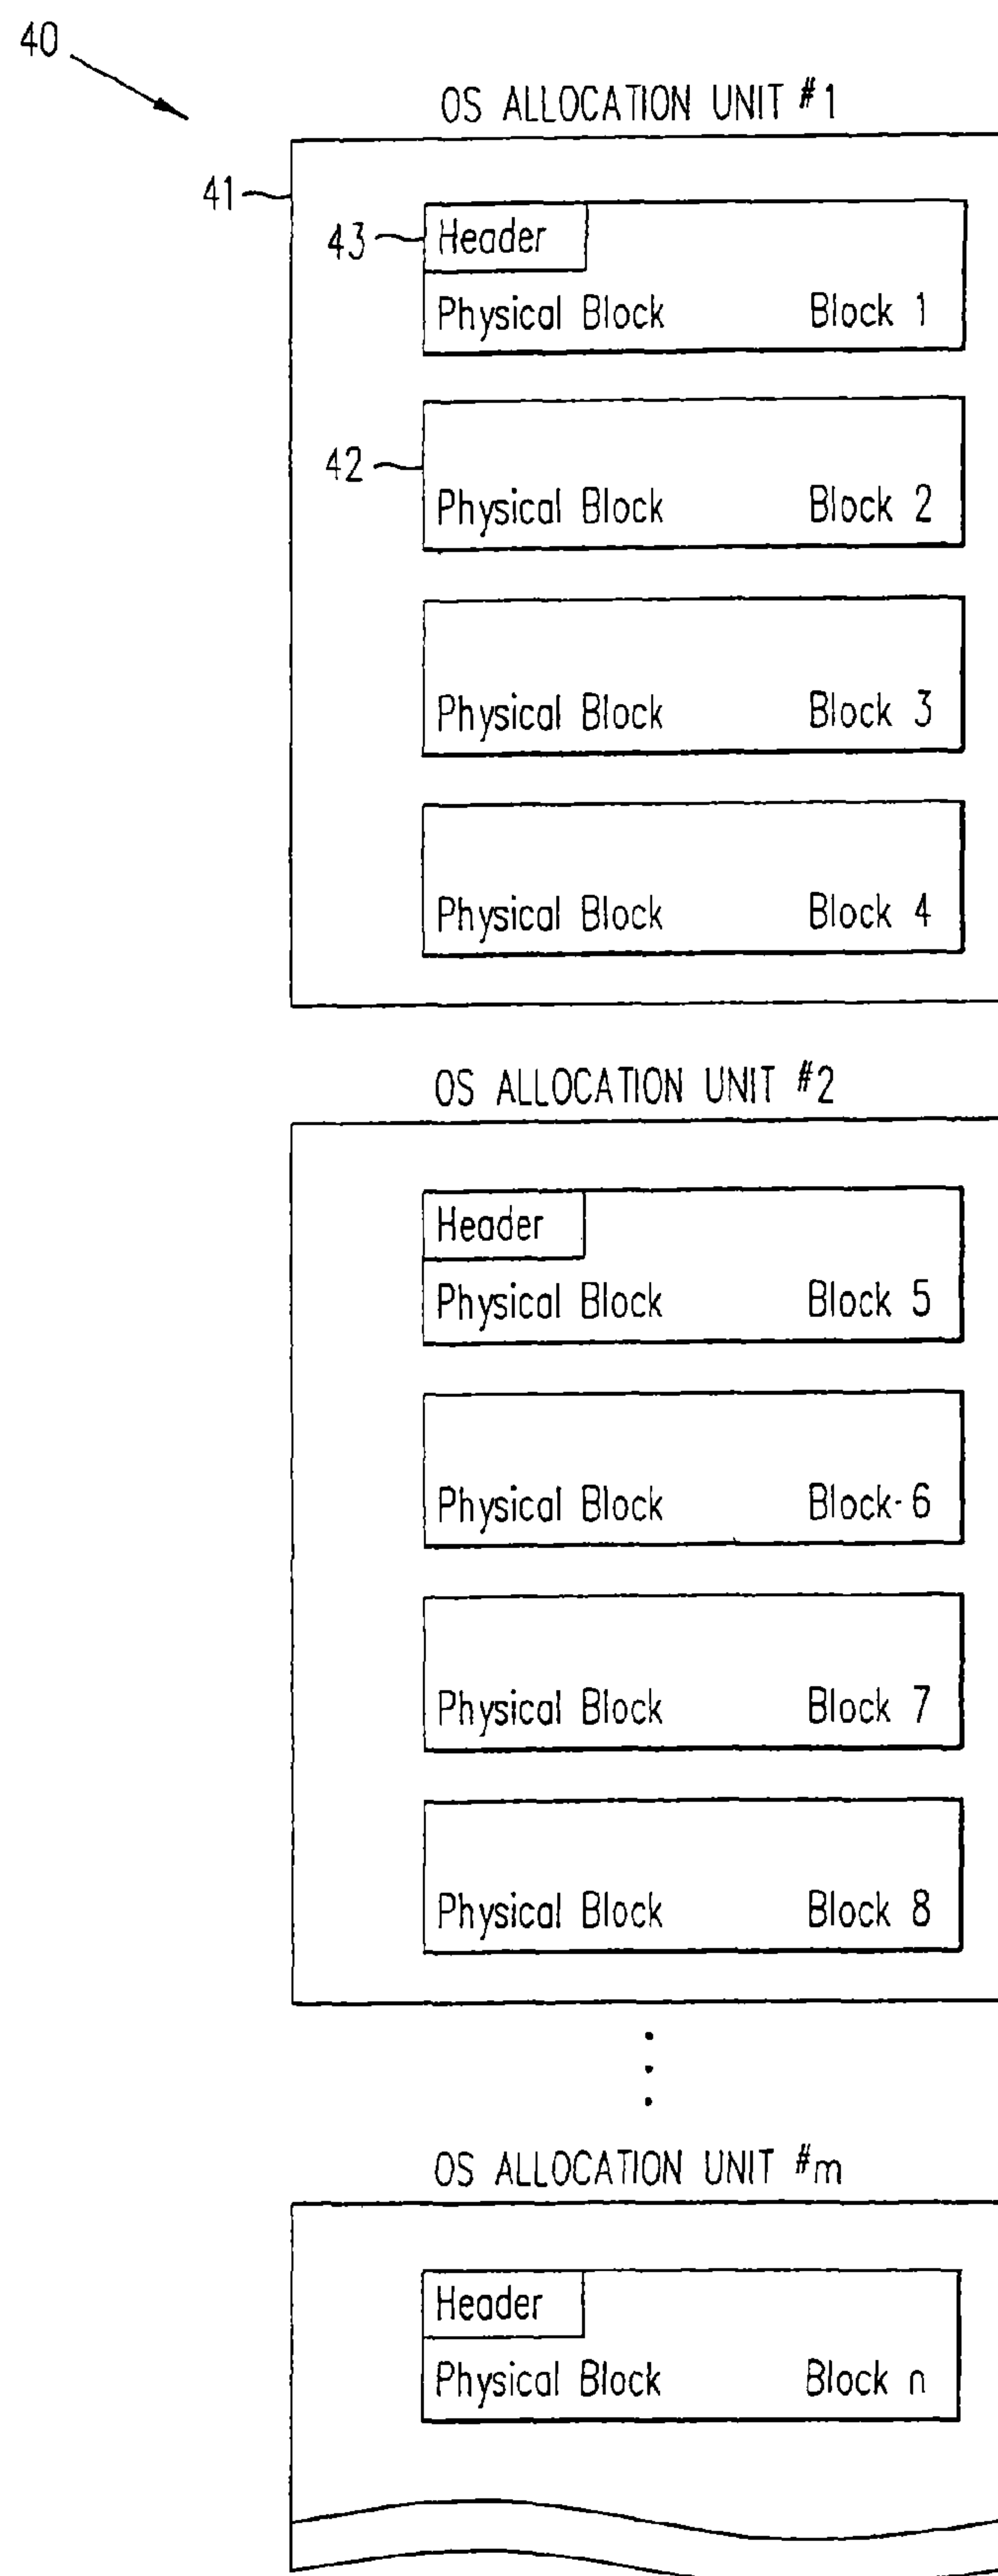 40
OS ALLOCATION UNIT #1
41
43 Header
Physical Block Block 1
42
Physical Block Block 2
Physical Block Block 3
Physical Block Block 4
OS ALLOCATION UNIT #2
Header
Physical Block Block 5
Physical Block Block-6
Physical Block Block 7
Physical Block Block 8
OS ALLOCATION UNIT #m
Header
Physical Block Block n